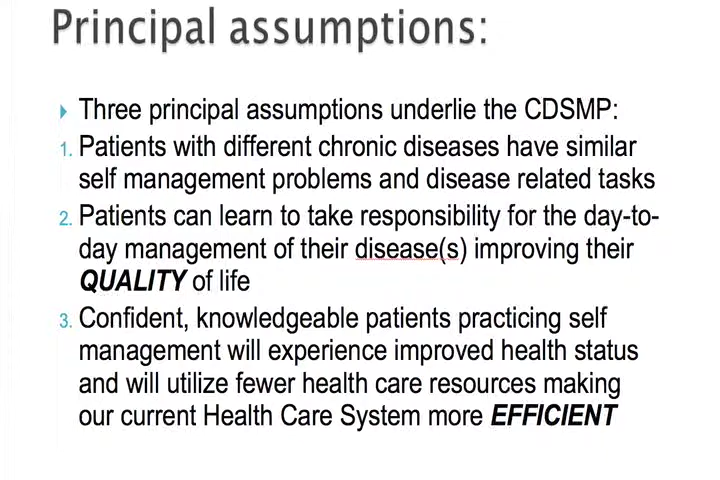 Principal assumptions:
Three principal assumptions underlie the CDSMP:
1. Patients with different chronic diseases have similar
self management problems and disease related tasks
2. Patients can learn to take responsibility for the day-to-
day management of their disease(s) improving their
QUALITY of life
3. Confident, knowledgeable patients practicing self
management will experience improved health status
and will utilize fewer health care resources making
our current Health Care System more EFFICIENT